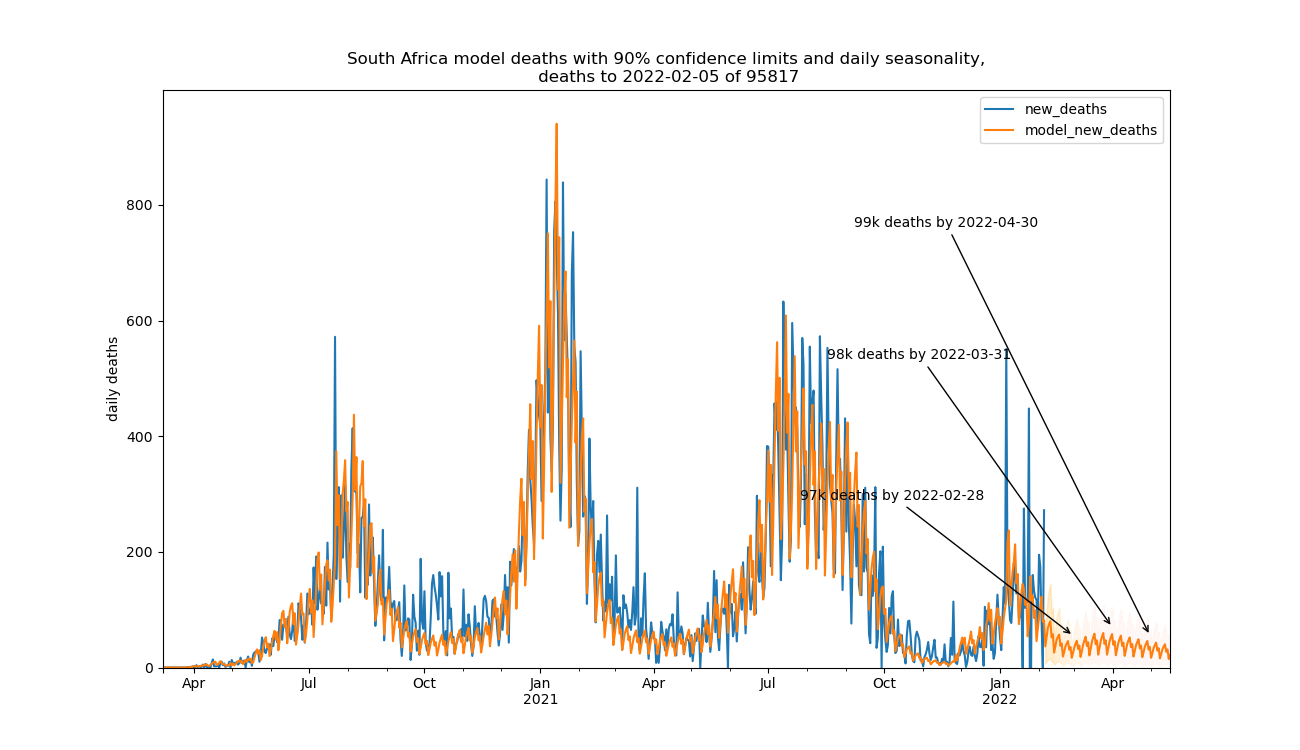 South Africa model deaths with 90% confidence limits and daily seasonality,
deaths to 2022-02-05 of 95817
new_deaths
model_new_deaths
daily deaths
800
600
400
200
0
99k deaths by 2022-04-30
98k deaths by 2022-03-31
97k deaths by 2022-02-28
Apr
Jul
Oct
Jan
2021
Apr
Jul
Oct
Jan
2022
Apr